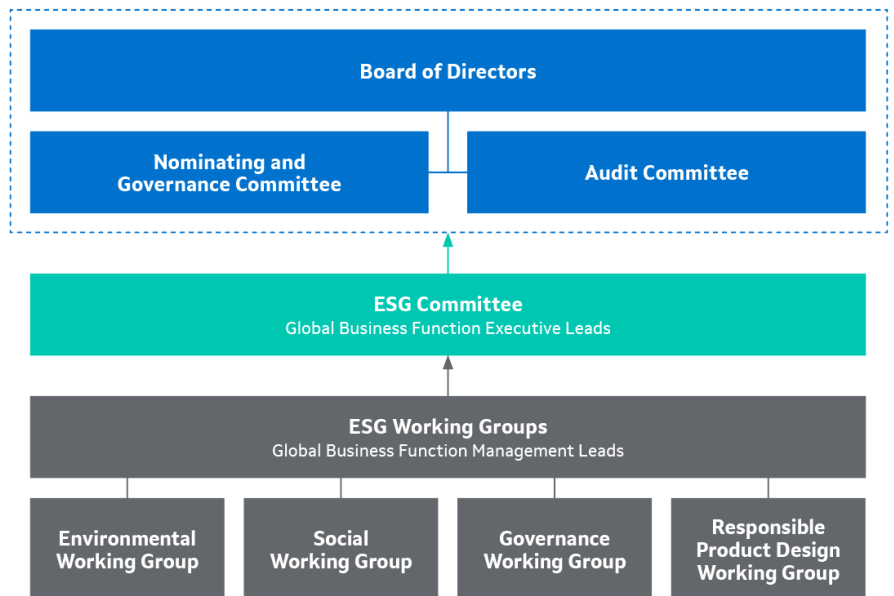 Board of Directors
Nominating and
Governance Committee
Audit Committee
ESG Committee
Global Business Function Executive Leads
ESG Working Groups
Global Business Function Management Leads
Environmental
Working Group
Social
Working Group
Governance
Working Group
Responsible
Product Design
Working Group